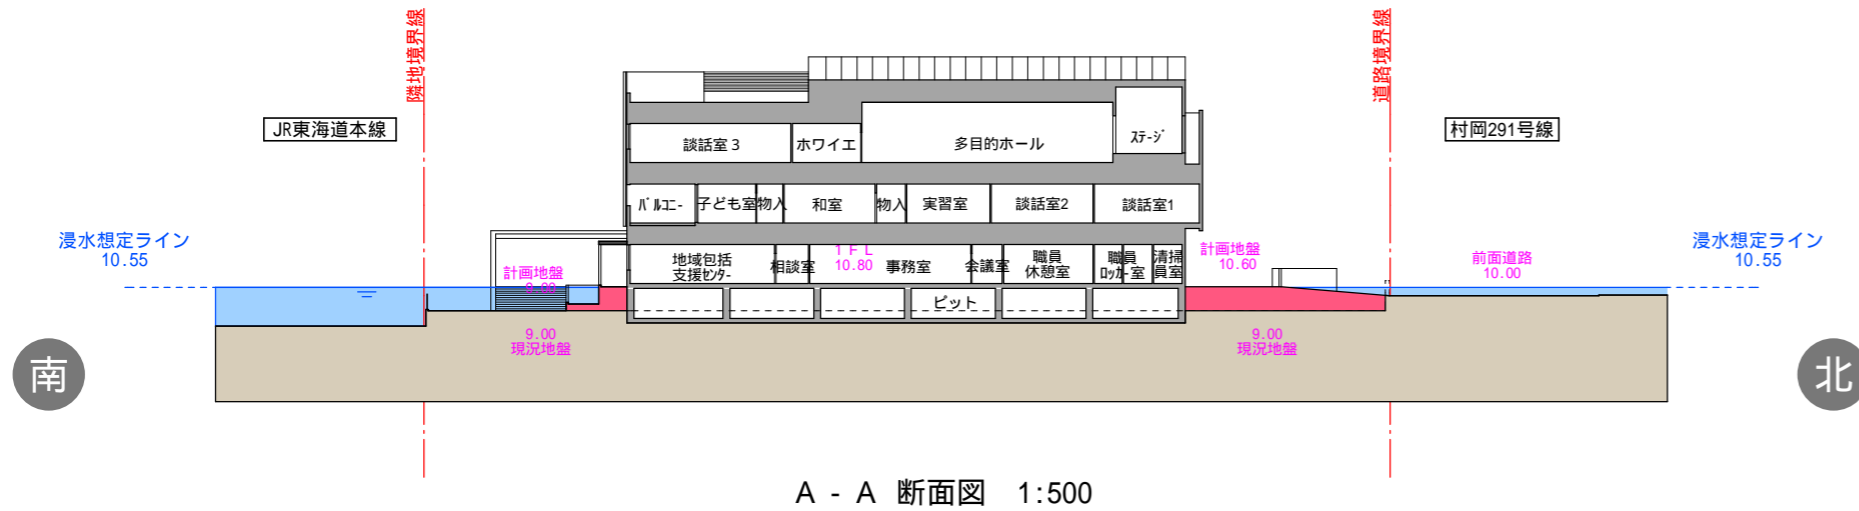 隣地境界線
道路境界線
JR東海道本線
村岡291号線
談話室3
ホワイエ
多目的ホール
ステージ
バルコニー
子ども室
物入
和室
物入
実習室
談話室2
談話室1
浸水想定ライン
10.55
浸水想定ライン
10.55
計画地盤
地域包括
支援センター
相談室
1FL
10.80
事務室
会議室
職員
休憩室
職員
ロッカー室
清掃
員室
計画地盤
10.60
前面道路
10.00
ピット
9.00
現況地盤
9.00
現況地盤
南
北
A - A 断面図 1:500